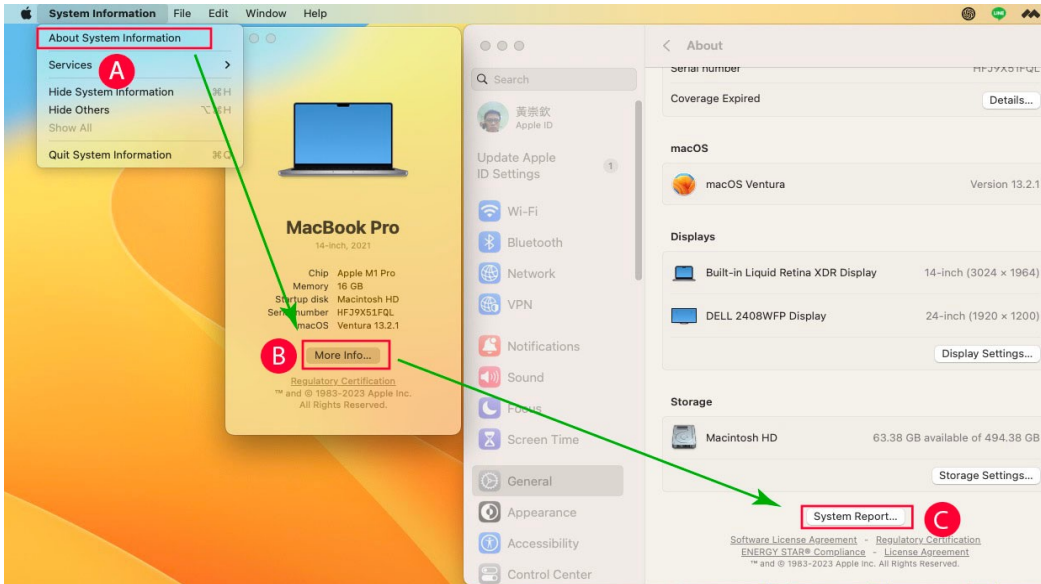 System Information File Edit Window Help
LINE
About System Information
Services
Hide System Information ⌘H
Hide Others ⌥⌘H
Show All
Quit System Information ⌘Q
A
MacBook Pro
14-inch, 2021
Chip Apple M1 Pro
Memory 16 GB
Startup disk Macintosh HD
Serial number HFJ9X51FQL
macOS Ventura 13.2.1
B
More Info...
Regulatory Certification
™ and © 1983-2023 Apple Inc.
All Rights Reserved.
Search
黃崇欽
Apple ID
Update Apple
ID Settings
1
Wi-Fi
Bluetooth
Network
VPN
Notifications
Sound
Focus
Screen Time
General
Appearance
Accessibility
Control Center
About
Serial number HFJ9X51FQL
Coverage Expired Details...
macOS
macOS Ventura Version 13.2.1
Displays
Built-in Liquid Retina XDR Display 14-inch (3024 × 1964)
DELL 2408WFP Display 24-inch (1920 × 1200)
Display Settings...
Storage
Macintosh HD 63.38 GB available of 494.38 GB
Storage Settings...
System Report...
C
Software License Agreement - Regulatory Certification
ENERGY STAR® Compliance - License Agreement
™ and © 1983-2023 Apple Inc. All Rights Reserved.